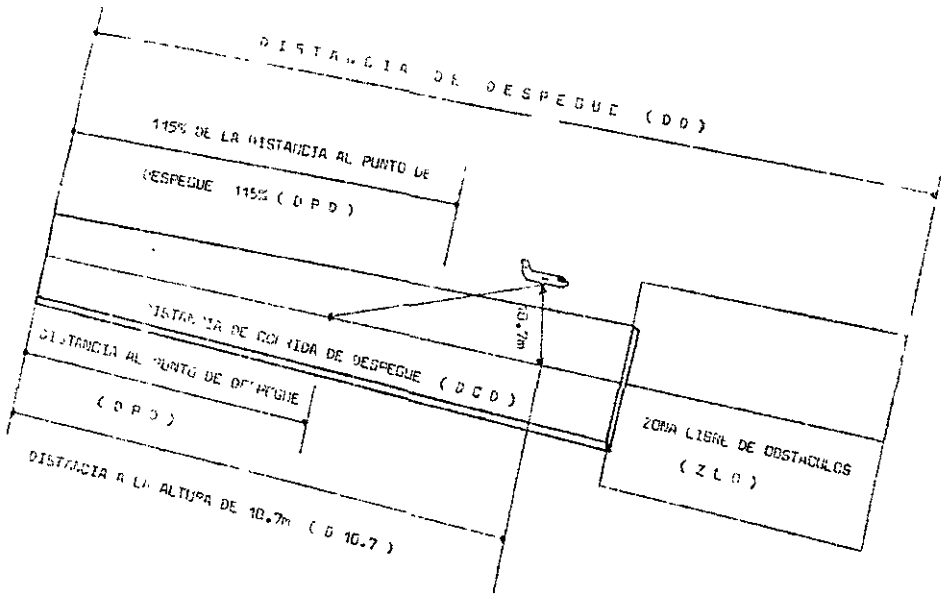 DISTANCIA DE DESPEGUE (DD)
115% DE LA DISTANCIA AL PUNTO DE
DESPEGUE 115% (DPD)
10.7m
DISTANCIA DE CORRIDA DE DESPEGUE (DCD)
DISTANCIA AL PUNTO DE DESPEGUE
(DPD)
ZONA LIBRE DE OBSTACULOS
(ZLO)
DISTANCIA A LA ALTURA DE 10.7m (D 10.7)